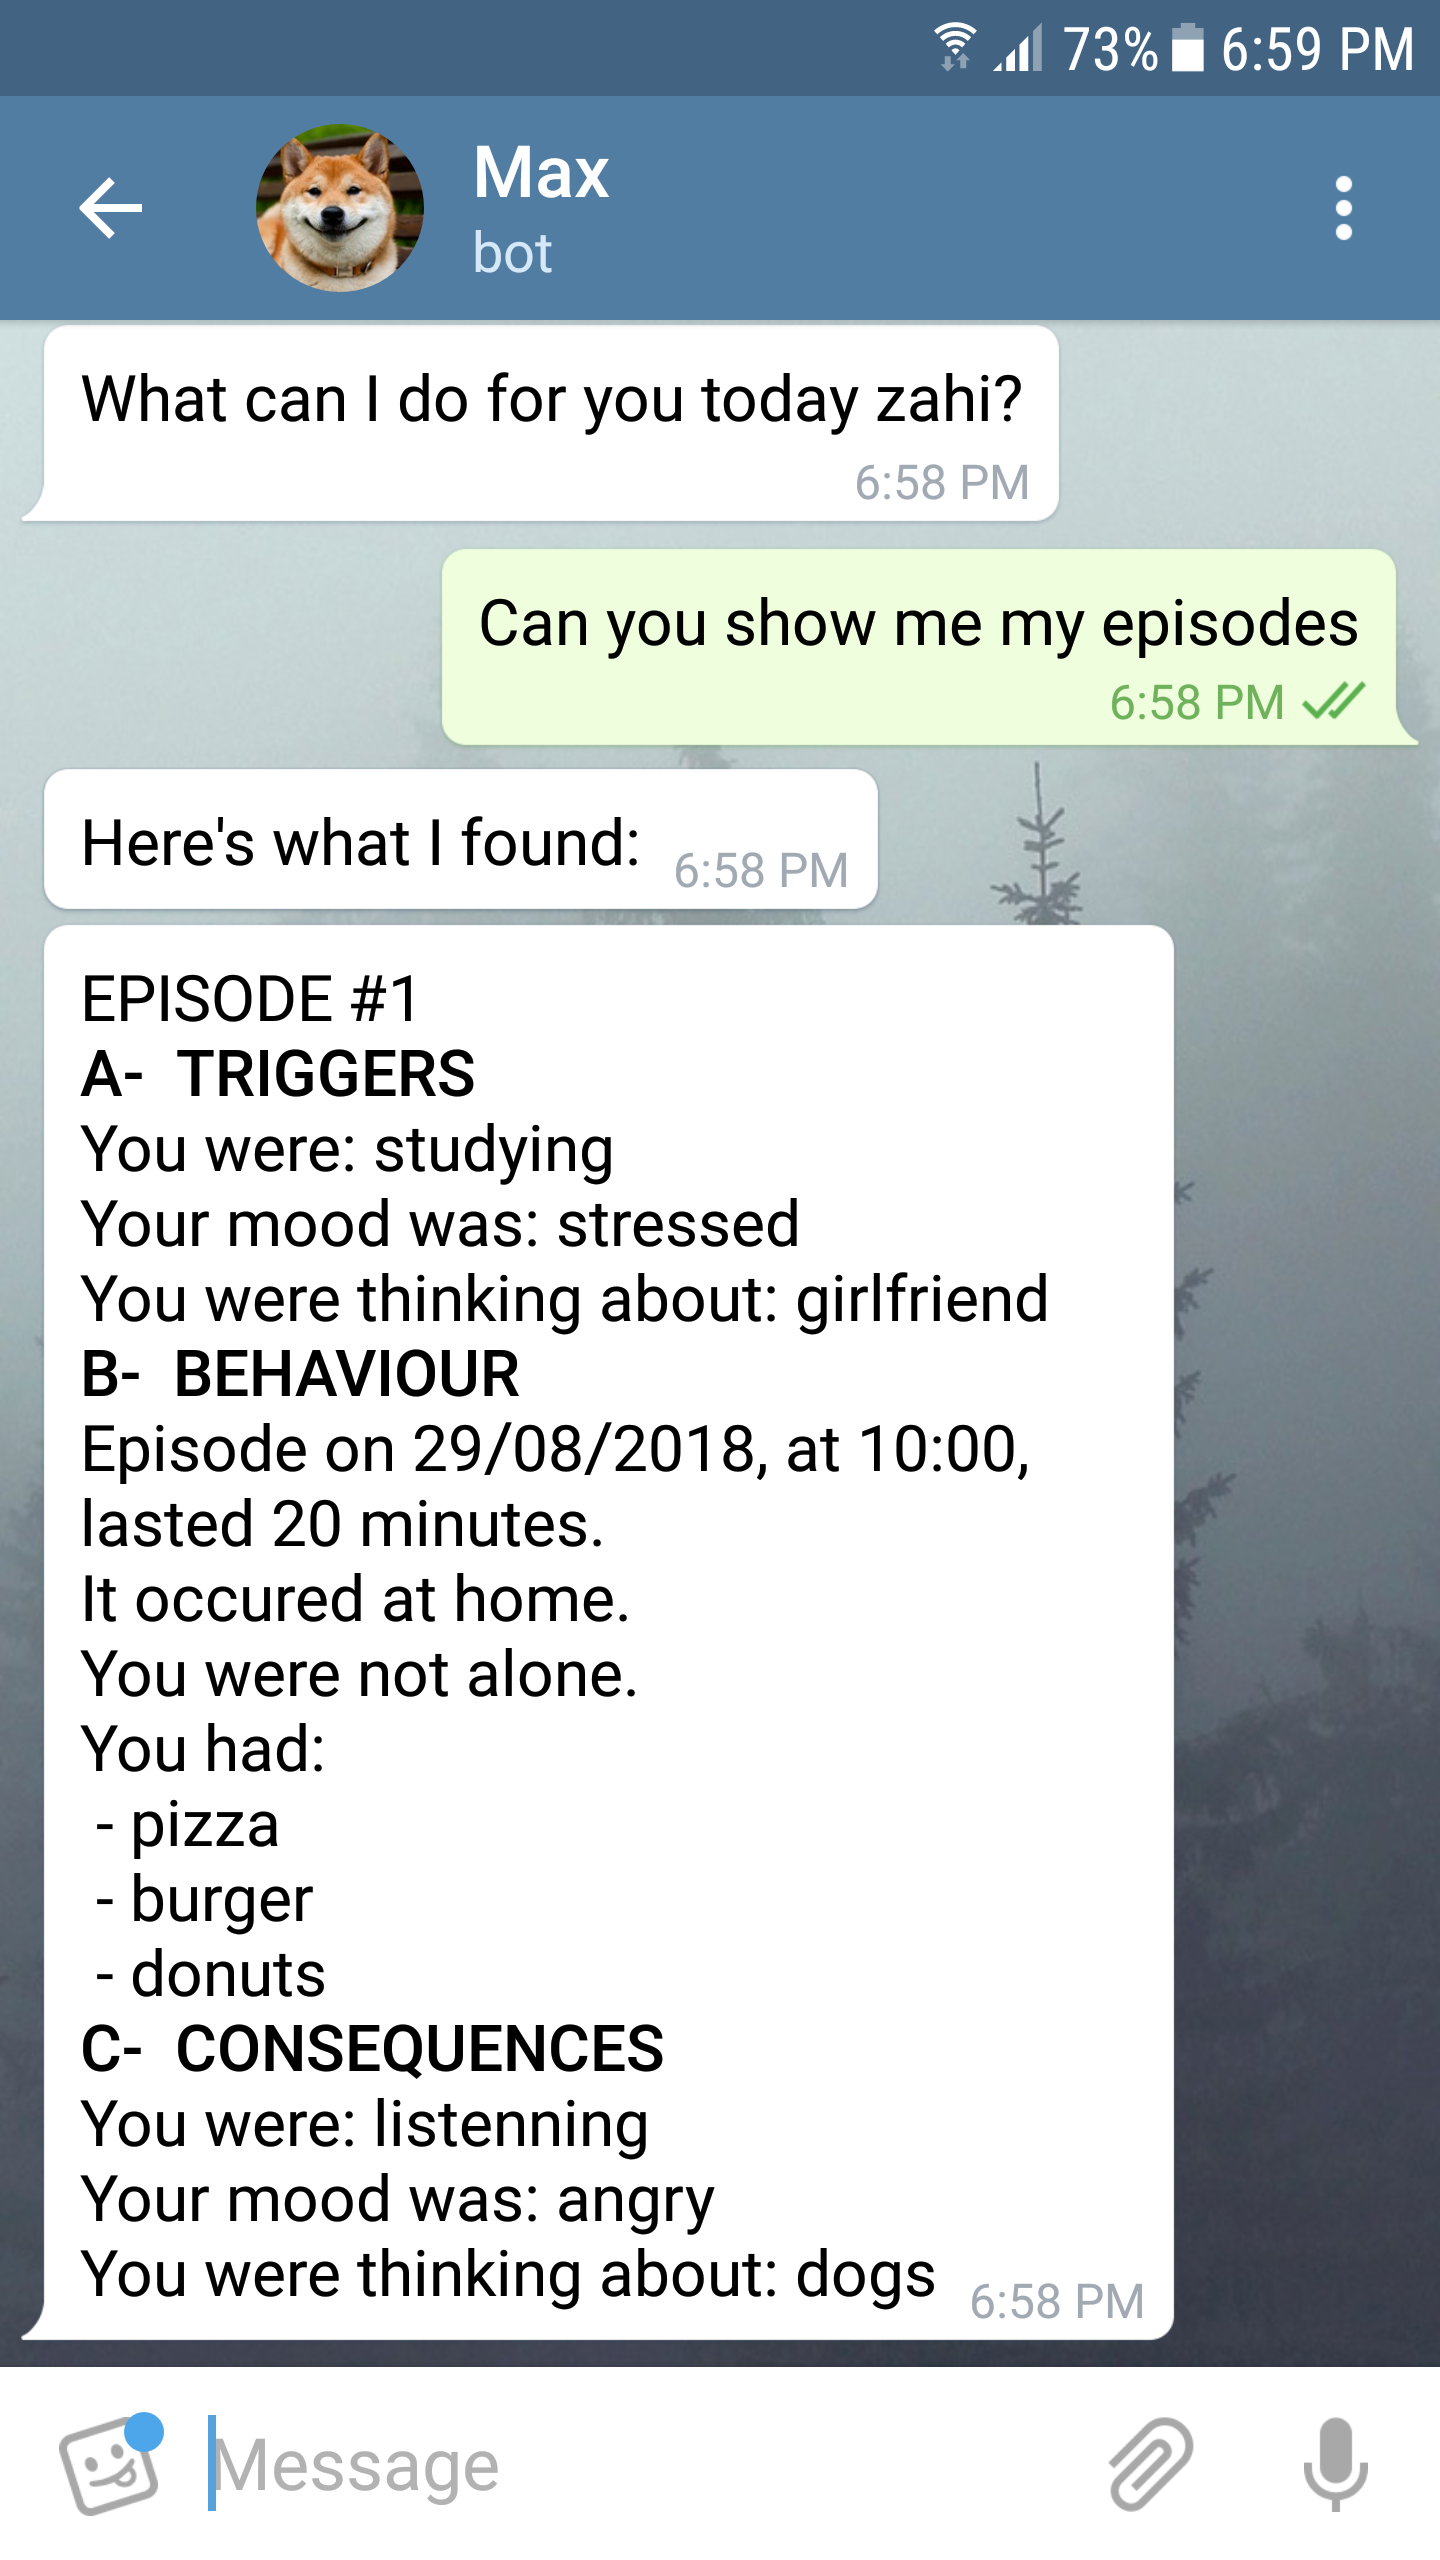 73% 6:59 PM
Max
bot
What can I do for you today zahi?
6:58 PM
Can you show me my episodes
6:58 PM
Here's what I found:
6:58 PM
EPISODE #1
A-  TRIGGERS
You were: studying
Your mood was: stressed
You were thinking about: girlfriend
B-  BEHAVIOUR
Episode on 29/08/2018, at 10:00,
lasted 20 minutes.
It occured at home.
You were not alone.
You had:
- pizza
- burger
- donuts
C-  CONSEQUENCES
You were: listenning
Your mood was: angry
You were thinking about: dogs
6:58 PM
Message